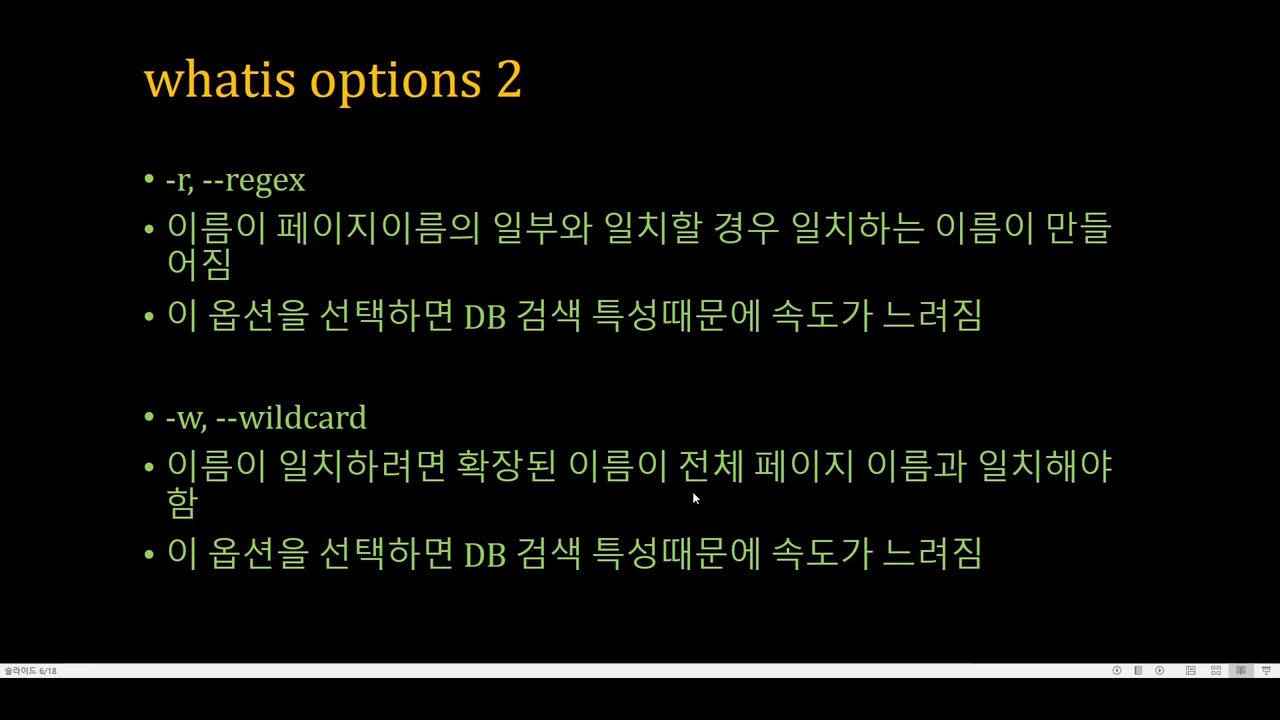 whatis options 2
• -r, --regex
• 이름이 페이지이름의 일부와 일치할 경우 일치하는 이름이 만들
어짐
• 이 옵션을 선택하면 DB 검색 특성때문에 속도가 느려짐
• -w, --wildcard
• 이름이 일치하려면 확장된 이름이 전체 페이지 이름과 일치해야
함
• 이 옵션을 선택하면 DB 검색 특성때문에 속도가 느려짐
슬라이드 6/18